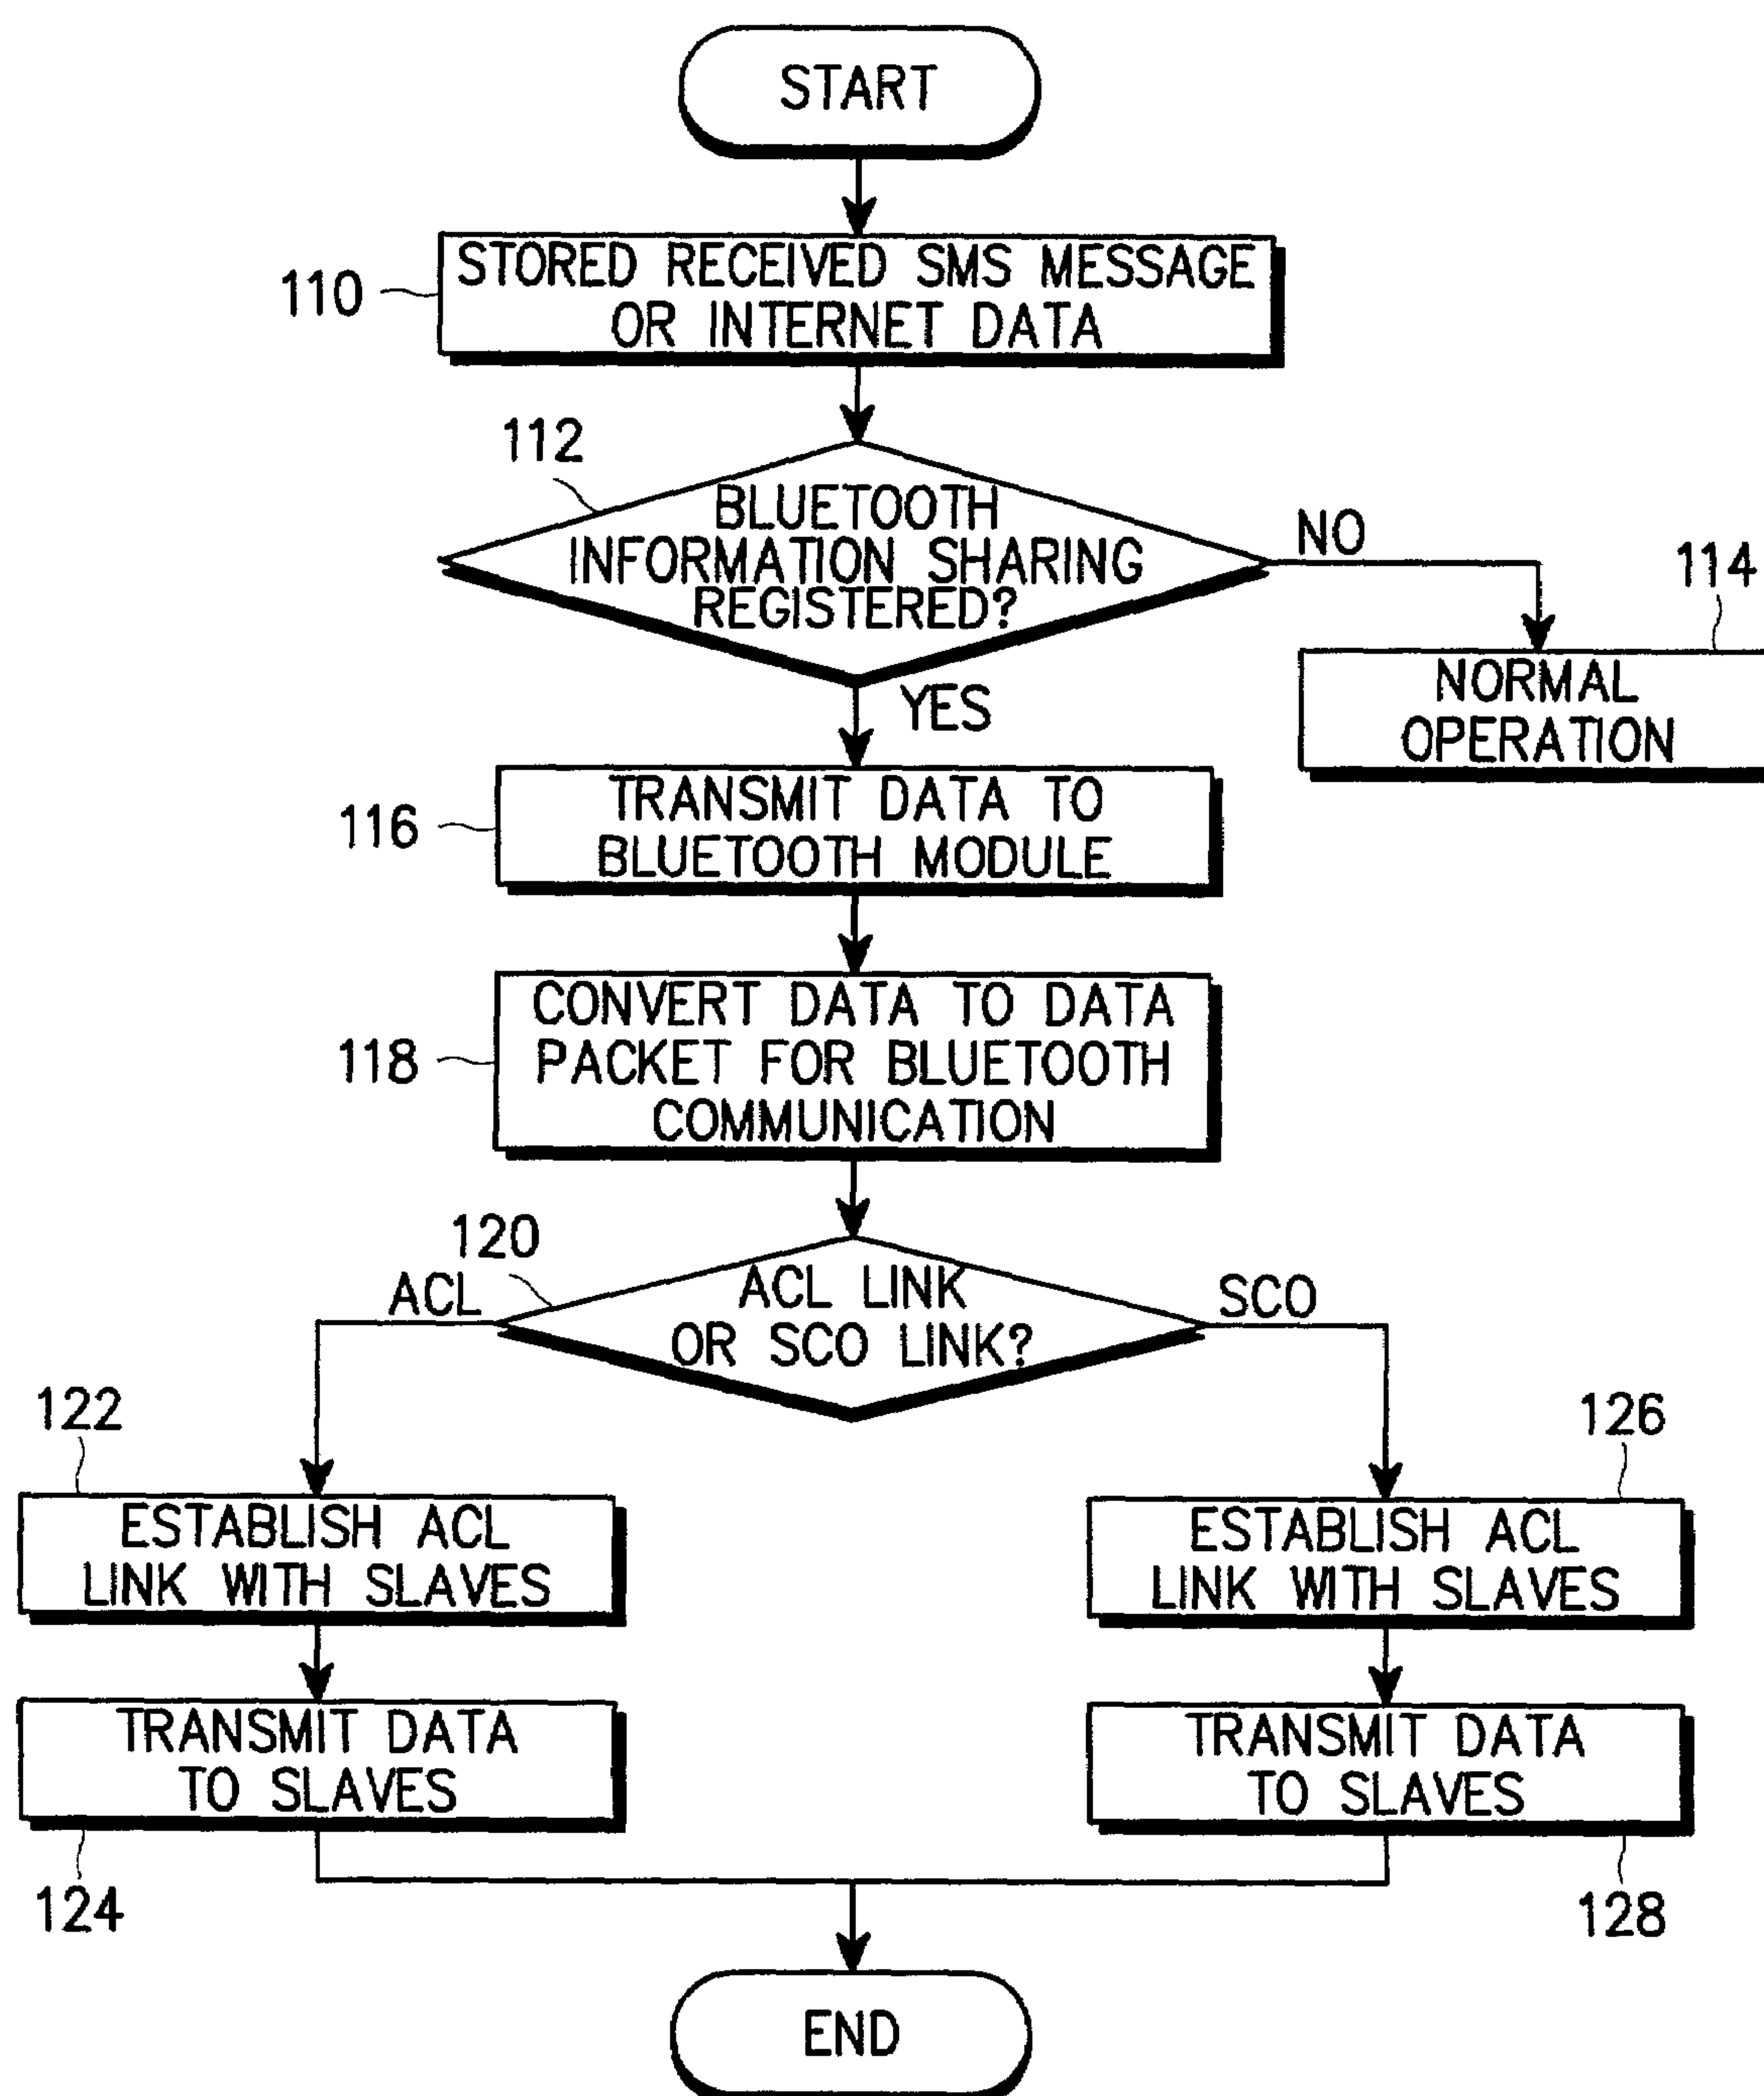 START
110
STORED RECEIVED SMS MESSAGE
OR INTERNET DATA
112
BLUETOOTH
INFORMATION SHARING
REGISTERED?
NO
114
NORMAL
OPERATION
YES
116
TRANSMIT DATA TO
BLUETOOTH MODULE
118
CONVERT DATA TO DATA
PACKET FOR BLUETOOTH
COMMUNICATION
120
ACL LINK
OR SCO LINK?
ACL
SCO
122
ESTABLISH ACL
LINK WITH SLAVES
126
ESTABLISH ACL
LINK WITH SLAVES
TRANSMIT DATA
TO SLAVES
124
TRANSMIT DATA
TO SLAVES
128
END